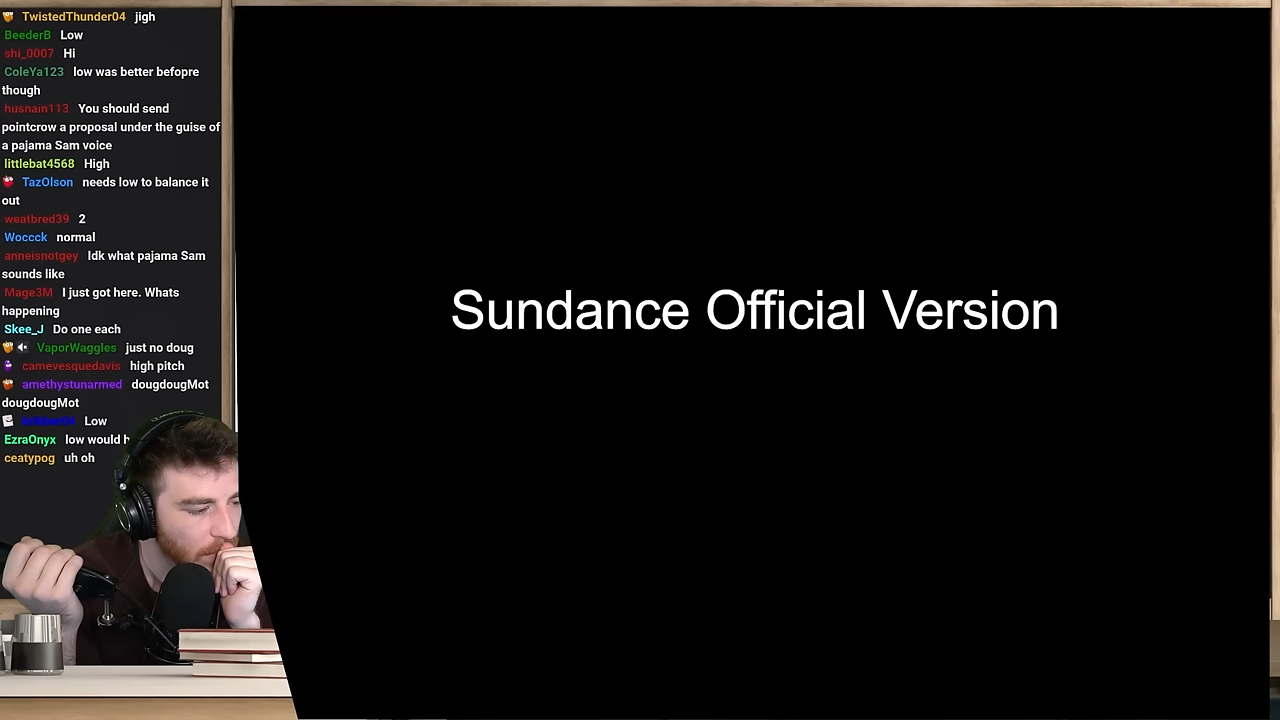 TwistedThunder04 jigh
BeederB Low
shi_0007 Hi
ColeYa123 low was better befopre
though
husnain113 You should send
pointcrow a proposal under the guise of
a pajama Sam voice
littlebat4568 High
TazOlson needs low to balance it
out
weatbred39 2
Woccck normal
anneisnotgey Idk what pajama Sam
sounds like
Mage3M I just got here. Whats
happening
Skee_J Do one each
VaporWaggles just no doug
camevesquedavis high pitch
amethystunarmed dougdougMot
dougdougMot
Low
EzraOnyx low would
ceatypog uh oh
Sundance Official Version